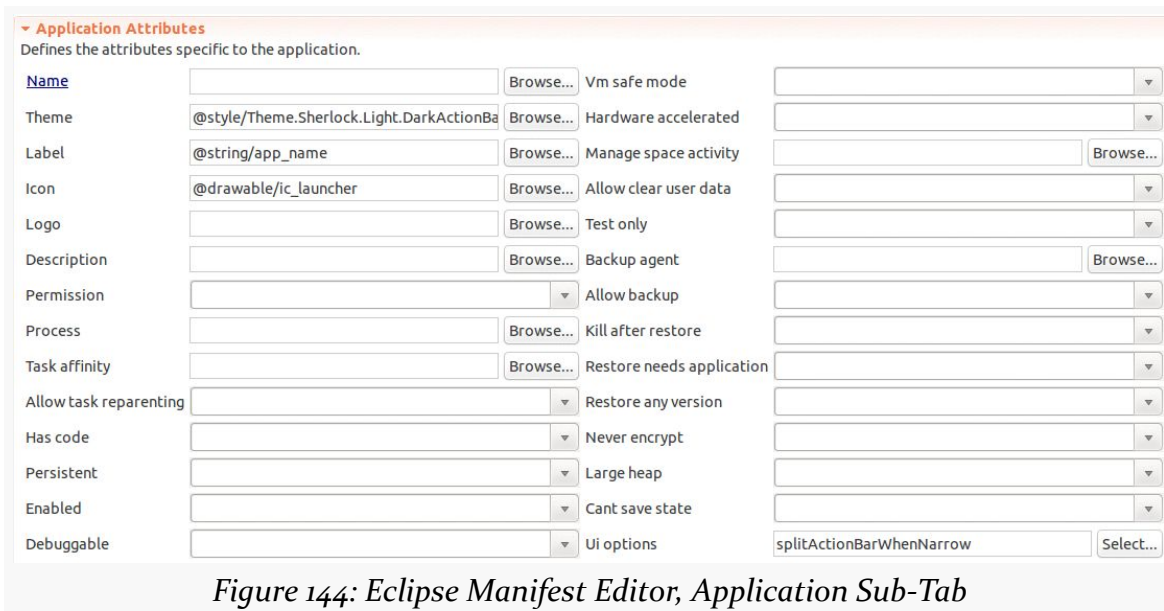 Application Attributes
Defines the attributes specific to the application.
Name Browse... Vm safe mode
Theme @style/Theme.Sherlock.Light.DarkActionBa Browse... Hardware accelerated
Label @string/app_name Browse... Manage space activity Browse...
Icon @drawable/ic_launcher Browse... Allow clear user data
Logo Browse... Test only
Description Browse... Backup agent Browse...
Permission Allow backup
Process Browse... Kill after restore
Task affinity Browse... Restore needs application
Allow task reparenting Restore any version
Has code Never encrypt
Persistent Large heap
Enabled Cant save state
Debuggable Ui options splitActionBarWhenNarrow Select...
Figure 144: Eclipse Manifest Editor, Application Sub-Tab